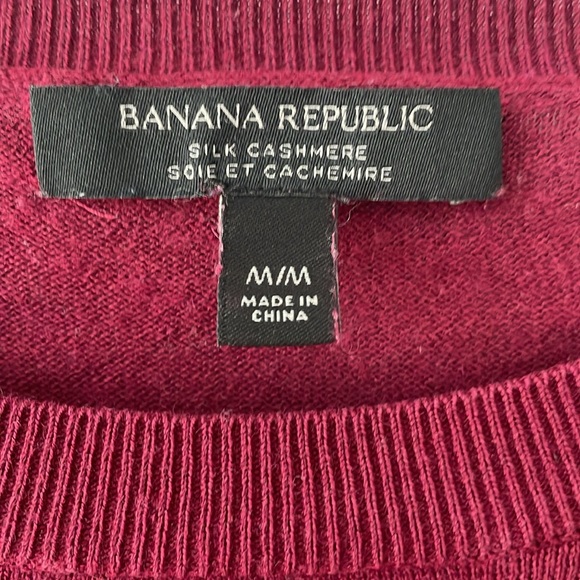 BANANA REPUBLIC
SILK CASHMERE
SOIE ET CACHEMIRE
M/M
MADE IN
CHINA